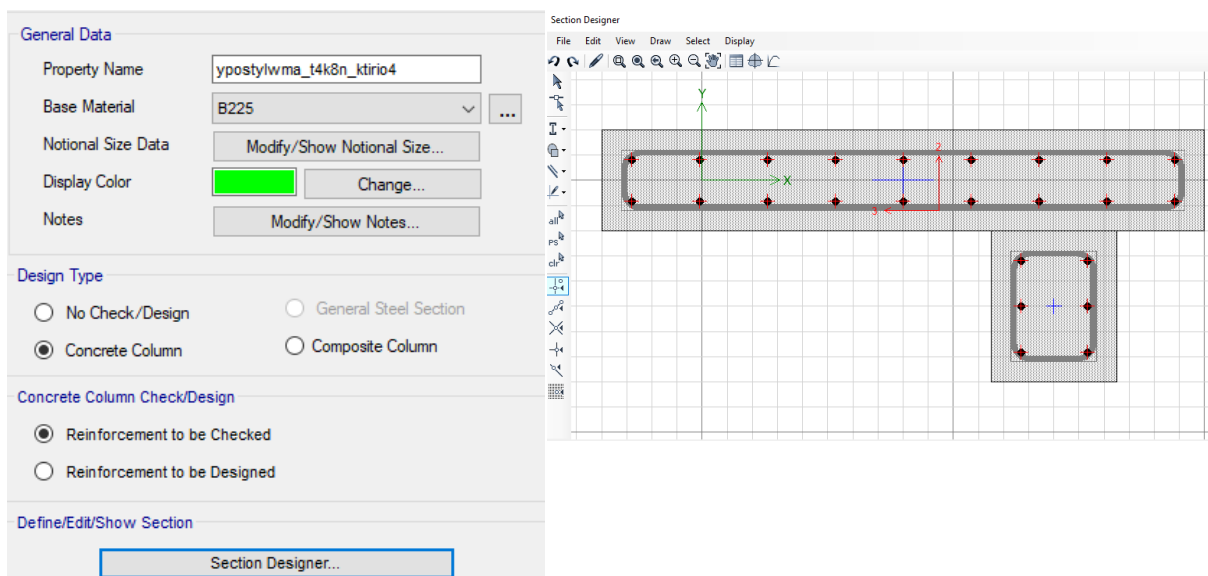 General Data
Property Name ypostylwma_t4k8n_ktirio4
Base Material B225 ...
Notional Size Data Modify/Show Notional Size...
Display Color Change...
Notes Modify/Show Notes...
Design Type
No Check/Design General Steel Section
Concrete Column Composite Column
Concrete Column Check/Design
Reinforcement to be Checked
Reinforcement to be Designed
Define/Edit/Show Section
Section Designer...
Section Designer
File Edit View Draw Select Display
Y
X
2
3
all
PS
clr